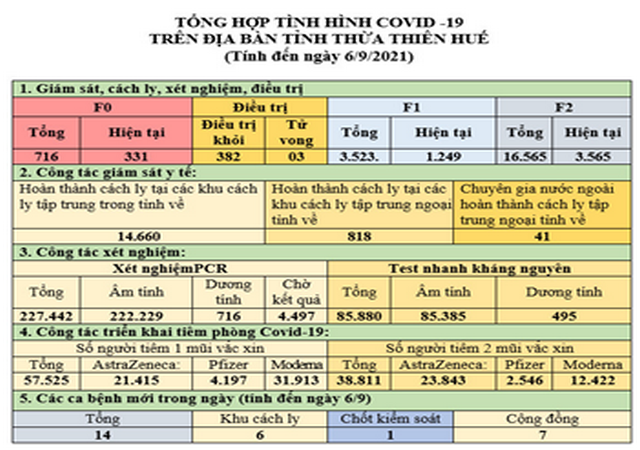 TỔNG HỢP TÌNH HÌNH COVID -19
TRÊN ĐỊA BÀN TỈNH THỪA THIÊN HUẾ
(Tính đến ngày 6/9/2021)
1. Giám sát, cách ly, xét nghiệm, điều trị
F0 Điều trị F1 F2
Tổng Hiện tại Điều trị khỏi Tử vong Tổng Hiện tại Tổng Hiện tại
716 331 382 03 3.523. 1.249 16.565 3.565
2. Công tác giám sát y tế:
Hoàn thành cách ly tại các khu cách ly tập trung trong tỉnh về Hoàn thành cách ly tại các khu cách ly tập trung ngoại tỉnh về Chuyên gia nước ngoài hoàn thành cách ly tập trung ngoại tỉnh về
14.660 818 41
3. Công tác xét nghiệm:
Xét nghiệmPCR Test nhanh kháng nguyên
Tổng Âm tính Dương tính Chờ kết quả Tổng Âm tính Dương tính
227.442 222.229 716 4.497 85.880 85.385 495
4. Công tác triển khai tiêm phòng Covid-19:
Số người tiêm 1 mũi vắc xin Số người tiêm 2 mũi vắc xin
Tổng AstraZeneca: Pfizer Moderna Tổng AstraZeneca: Pfizer Moderna
57.525 21.415 4.197 31.913 38.811 23.843 2.546 12.422
5. Các ca bệnh mới trong ngày (tính đến ngày 6/9)
Tổng Khu cách ly Chốt kiểm soát Cộng đồng
14 6 1 7